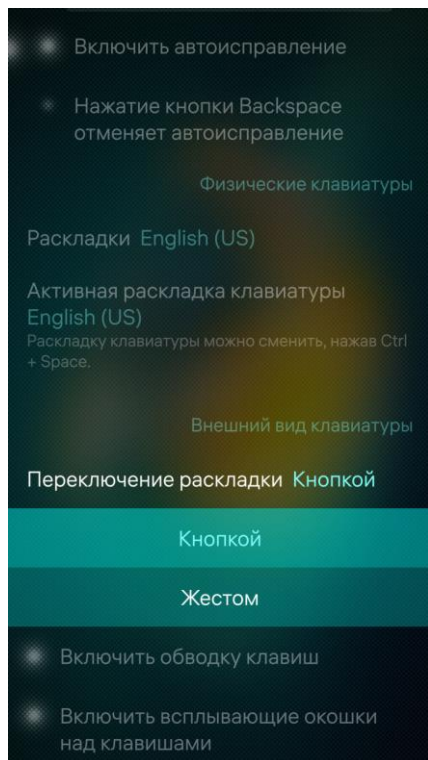 Включить автоисправление
Нажатие кнопки Backspace
отменяет автоисправление
Физические клавиатуры
Раскладки English (US)
Активная раскладка клавиатуры
English (US)
Раскладку клавиатуры можно сменить, нажав Ctrl
+ Space.
Внешний вид клавиатуры
Переключение раскладки Кнопкой
Кнопкой
Жестом
Включить обводку клавиш
Включить всплывающие окошки
над клавишами